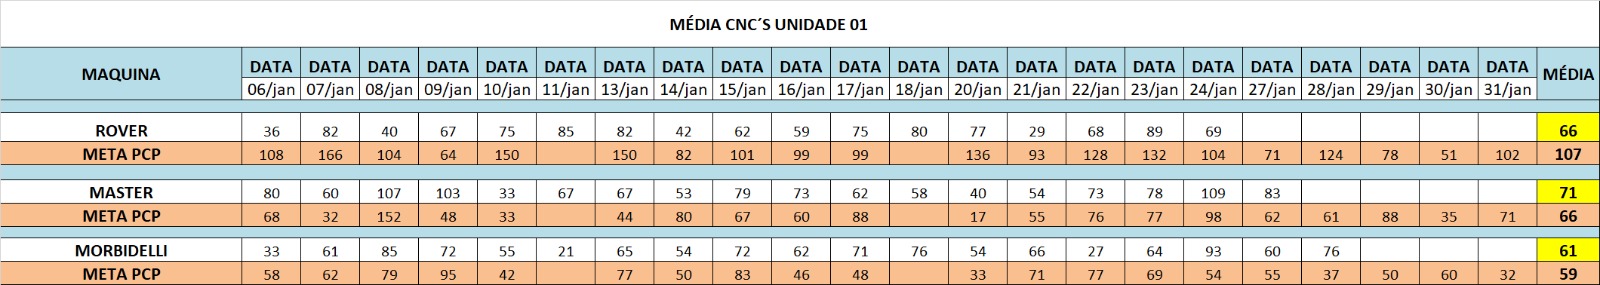 MÉDIA CNC´S UNIDADE 01
MAQUINA DATA DATA DATA DATA DATA DATA DATA DATA DATA DATA DATA DATA DATA DATA DATA DATA DATA DATA DATA DATA DATA DATA MÉDIA
06/jan 07/jan 08/jan 09/jan 10/jan 11/jan 13/jan 14/jan 15/jan 16/jan 17/jan 18/jan 20/jan 21/jan 22/jan 23/jan 24/jan 27/jan 28/jan 29/jan 30/jan 31/jan
ROVER 36 82 40 67 75 85 82 42 62 59 75 80 77 29 68 89 69 66
META PCP 108 166 104 64 150 150 82 101 99 99 136 93 128 132 104 71 124 78 51 102 107
MASTER 80 60 107 103 33 67 67 53 79 73 62 58 40 54 73 78 109 83 71
META PCP 68 32 152 48 33 44 80 67 60 88 17 55 76 77 98 62 61 88 35 71 66
MORBIDELLI 33 61 85 72 55 21 65 54 72 62 71 76 54 66 27 64 93 60 76 61
META PCP 58 62 79 95 42 77 50 83 46 48 33 71 77 69 54 55 37 50 60 32 59